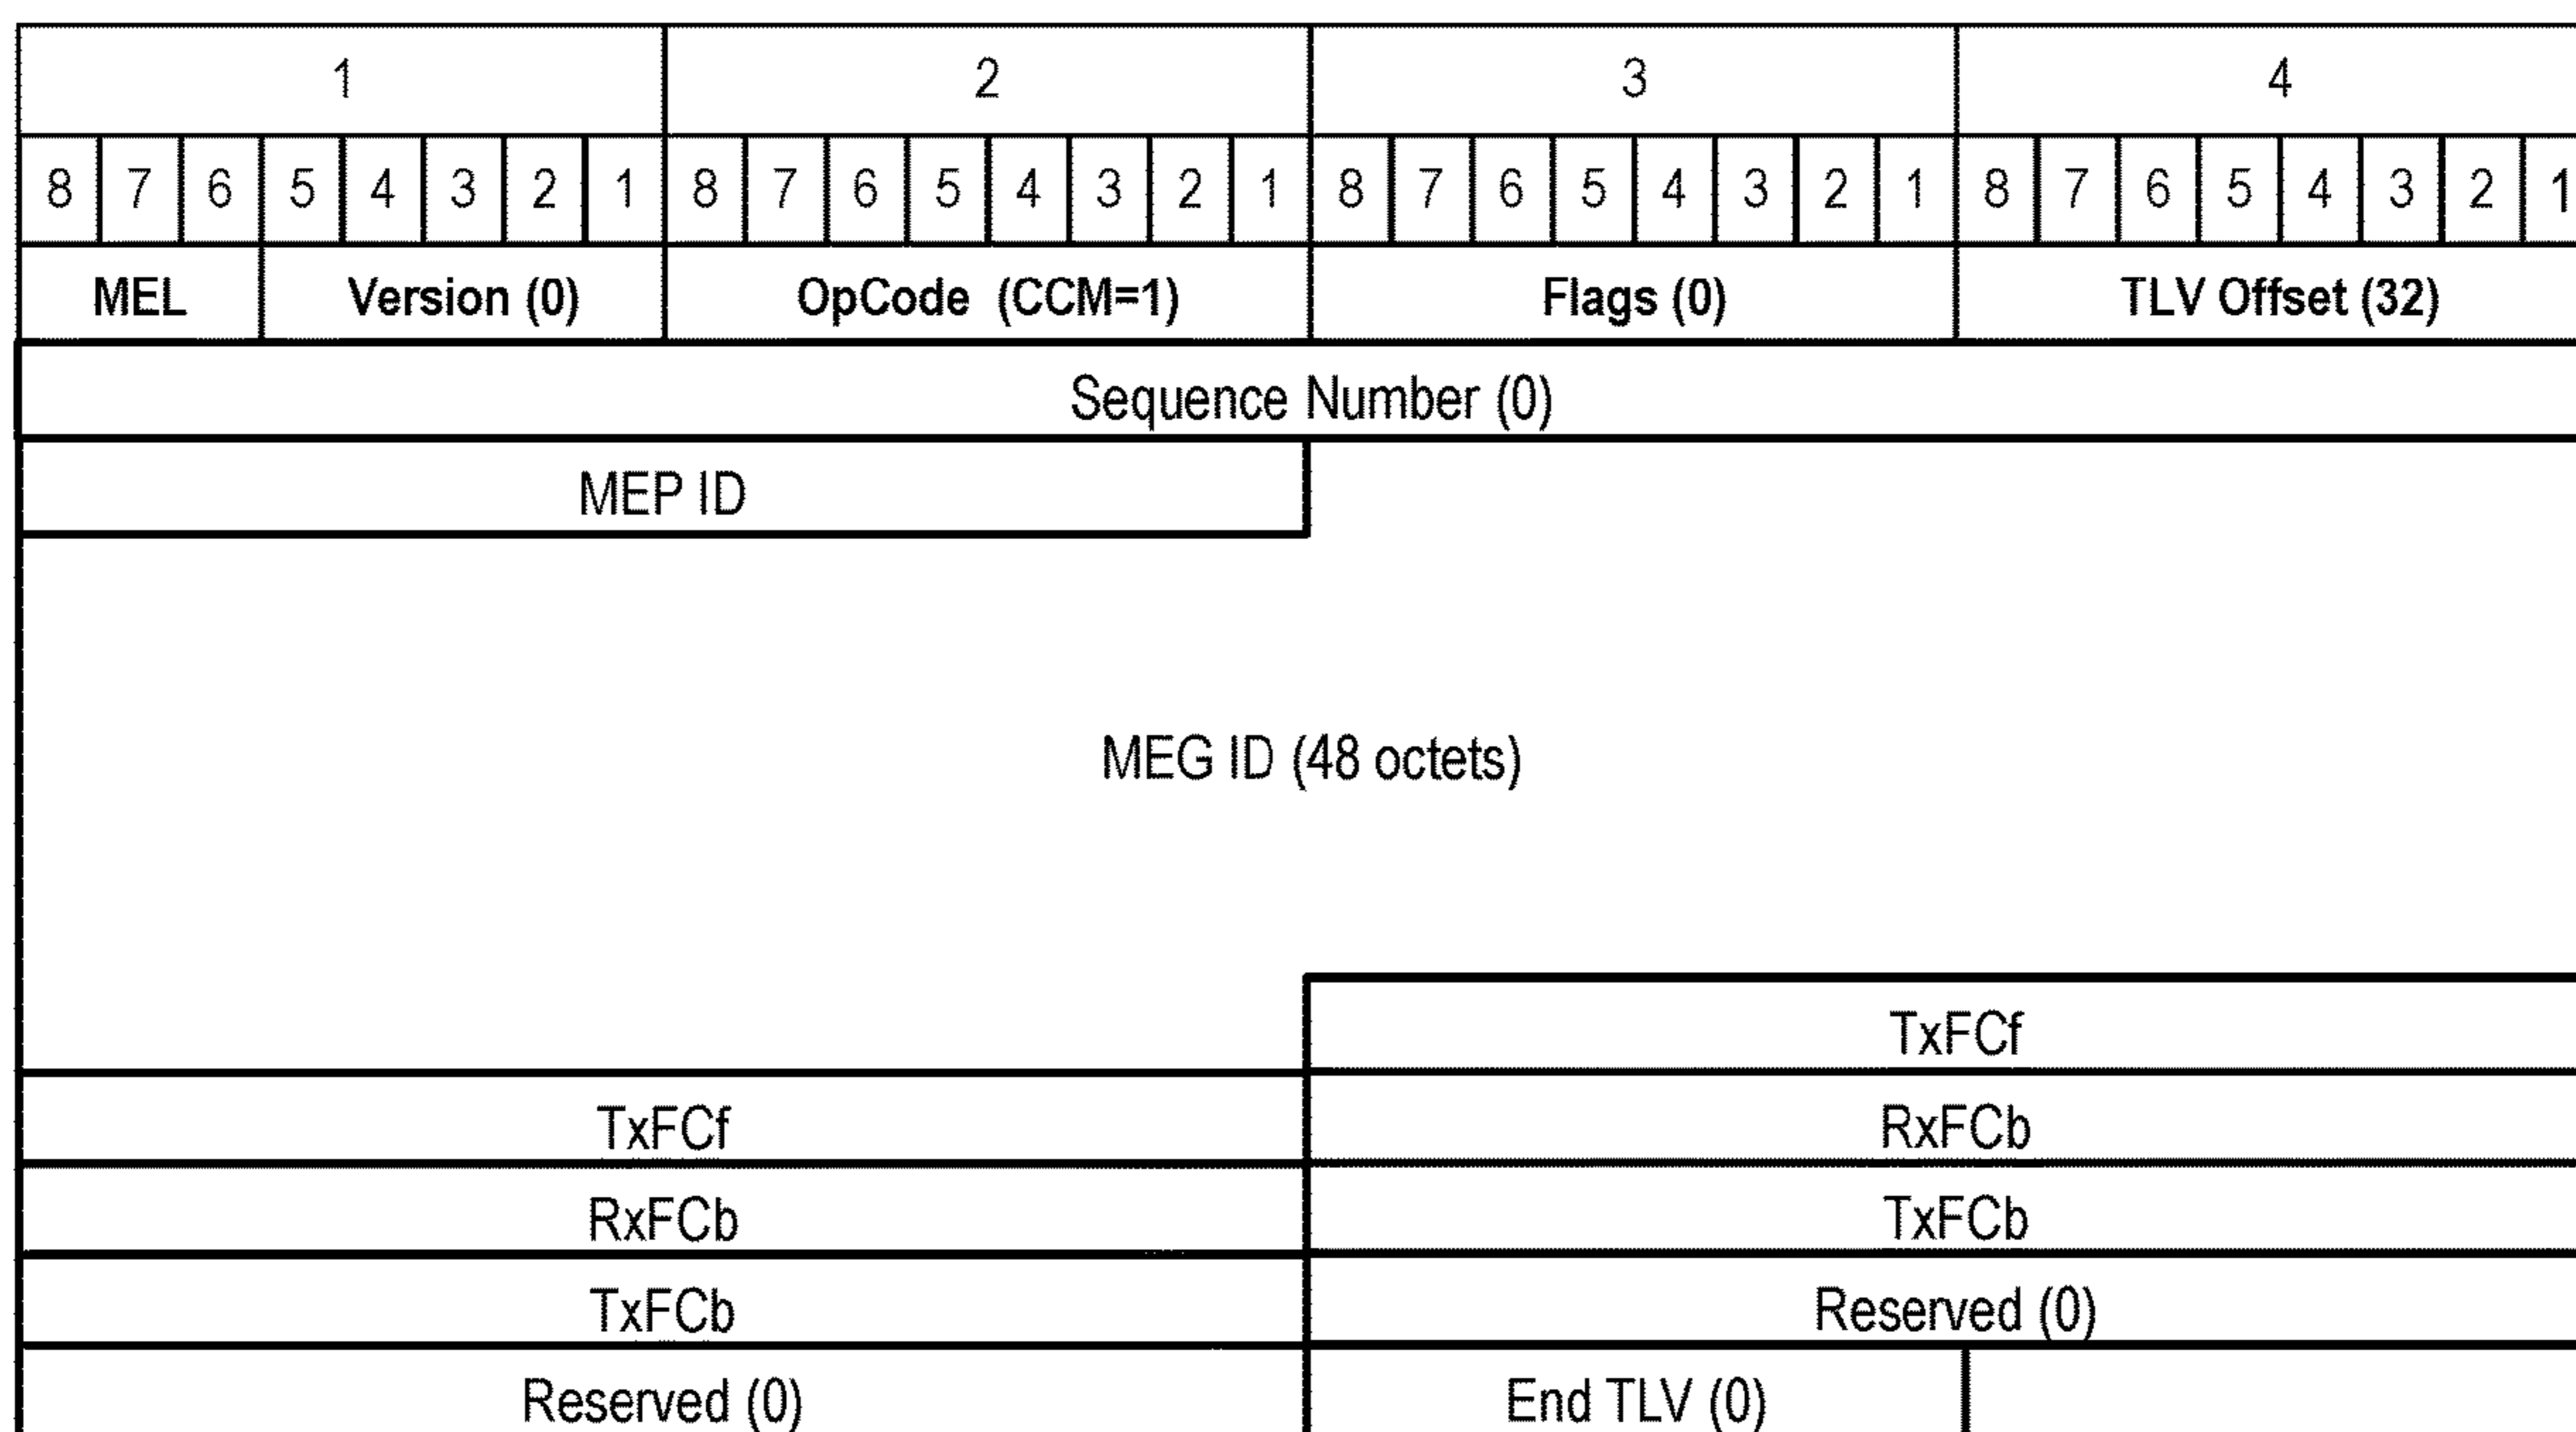 1 2 3 4
8 7 6 5 4 3 2 1 8 7 6 5 4 3 2 1 8 7 6 5 4 3 2 1 8 7 6 5 4 3 2 1
MEL Version (0) OpCode (CCM=1) Flags (0) TLV Offset (32)
Sequence Number (0)
MEP ID
MEG ID (48 octets)
TxFCf
TxFCf RxFCb
RxFCb TxFCb
TxFCb Reserved (0)
Reserved (0) End TLV (0)